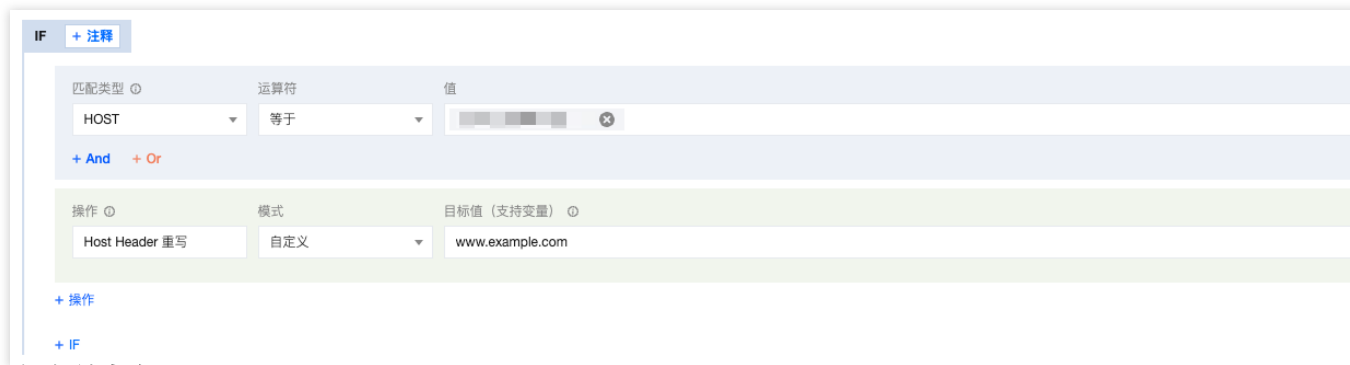 IF + 注释
匹配类型 运算符 值
HOST 等于
+ And + Or
操作 模式 目标值（支持变量）
Host Header 重写 自定义 www.example.com
+ 操作
+ IF